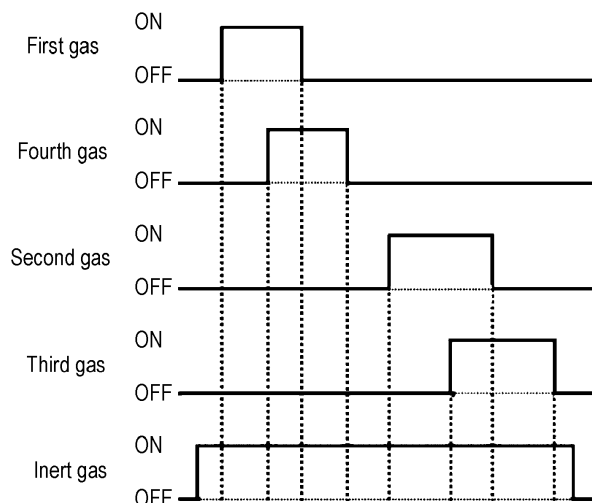 ON
First gas
OFF
ON
Fourth gas
OFF
ON
Second gas
OFF
ON
Third gas
OFF
ON
Inert gas
OFF